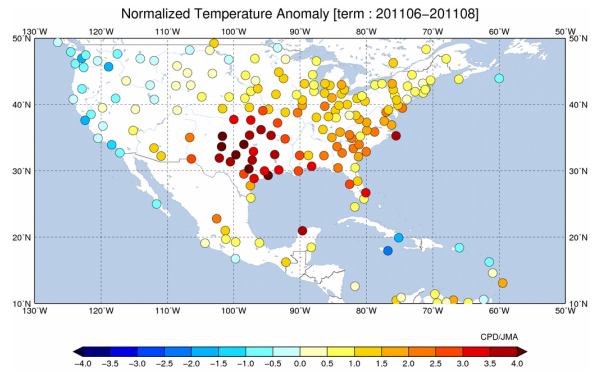 Normalized Temperature Anomaly [term : 201106−201108]
130°W 120°W 110°W 100°W 90°W 80°W 70°W 60°W 50°W
50°N 50°N
40°N 40°N
30°N 30°N
20°N 20°N
10°N 10°N
130°W 120°W 110°W 100°W 90°W 80°W 70°W 60°W 50°W
CPD/JMA
−4.0 −3.5 −3.0 −2.5 −2.0 −1.5 −1.0 −0.5 0.0 0.5 1.0 1.5 2.0 2.5 3.0 3.5 4.0